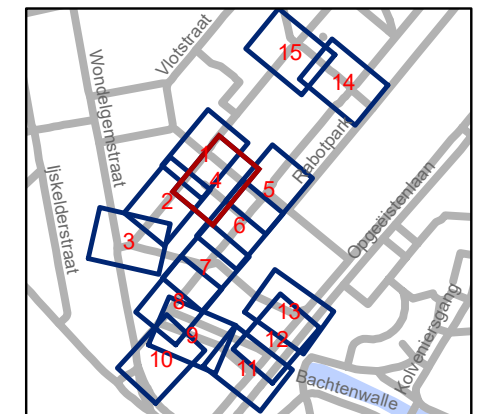 Vlotstraat
15
14
Wondelgemstraat
Rabotpark
1
4
5
2
Ijskelderstraat
6
3
Opgeëistenlaan
7
8
13
9
12
10
11
Kolveniersgang
Bachtenwalle